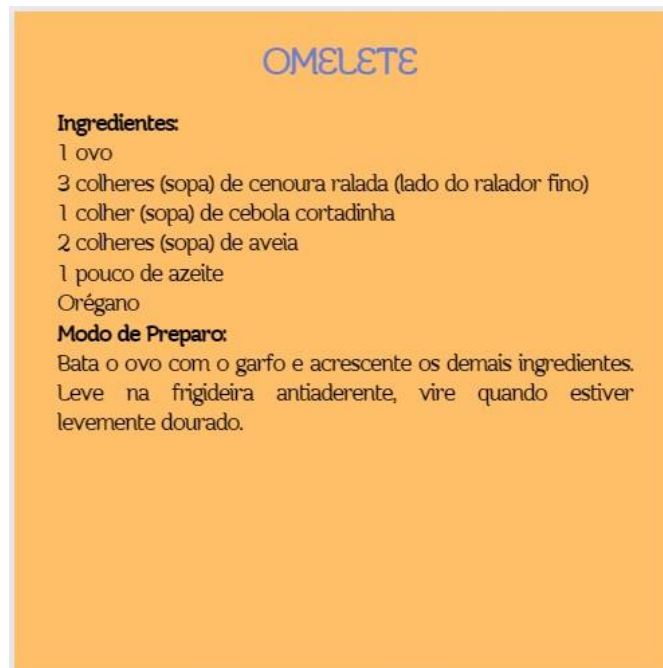 OMELETE
Ingredientes:
1 ovo
3 colheres (sopa) de cenoura ralada (lado do ralador fino)
1 colher (sopa) de cebola cortadinha
2 colheres (sopa) de aveia
1 pouco de azeite
Orégano
Modo de Preparo:
Bata o ovo com o garfo e acrescente os demais ingredientes.
Leve na frigideira antiaderente, vire quando estiver
levemente dourado.